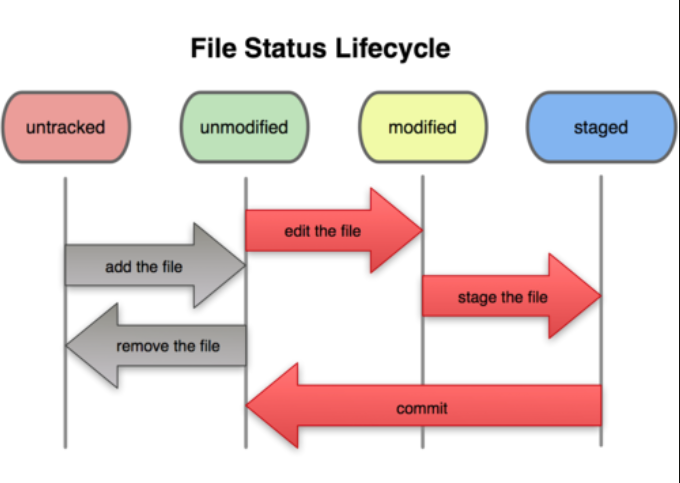 File Status Lifecycle
untracked
unmodified
modified
staged
edit the file
add the file
stage the file
remove the file
commit